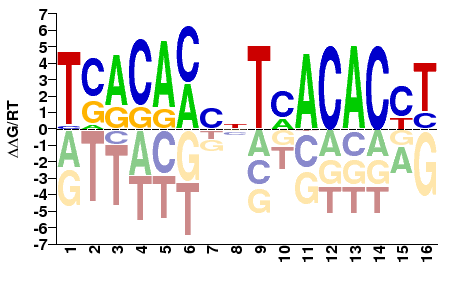 7
6
5
4
3
2
1
0
-1
-2
-3
-4
-5
-6
-7
ΔΔG/RT
T C A C A C C T T C A C A C C T
G G G G A A T C
A T C A C G T A G C A C A A G
G T T T T T G C T G G G G A
G T T T
1 2 3 4 5 6 7 8 9 10 11 12 13 14 15 16